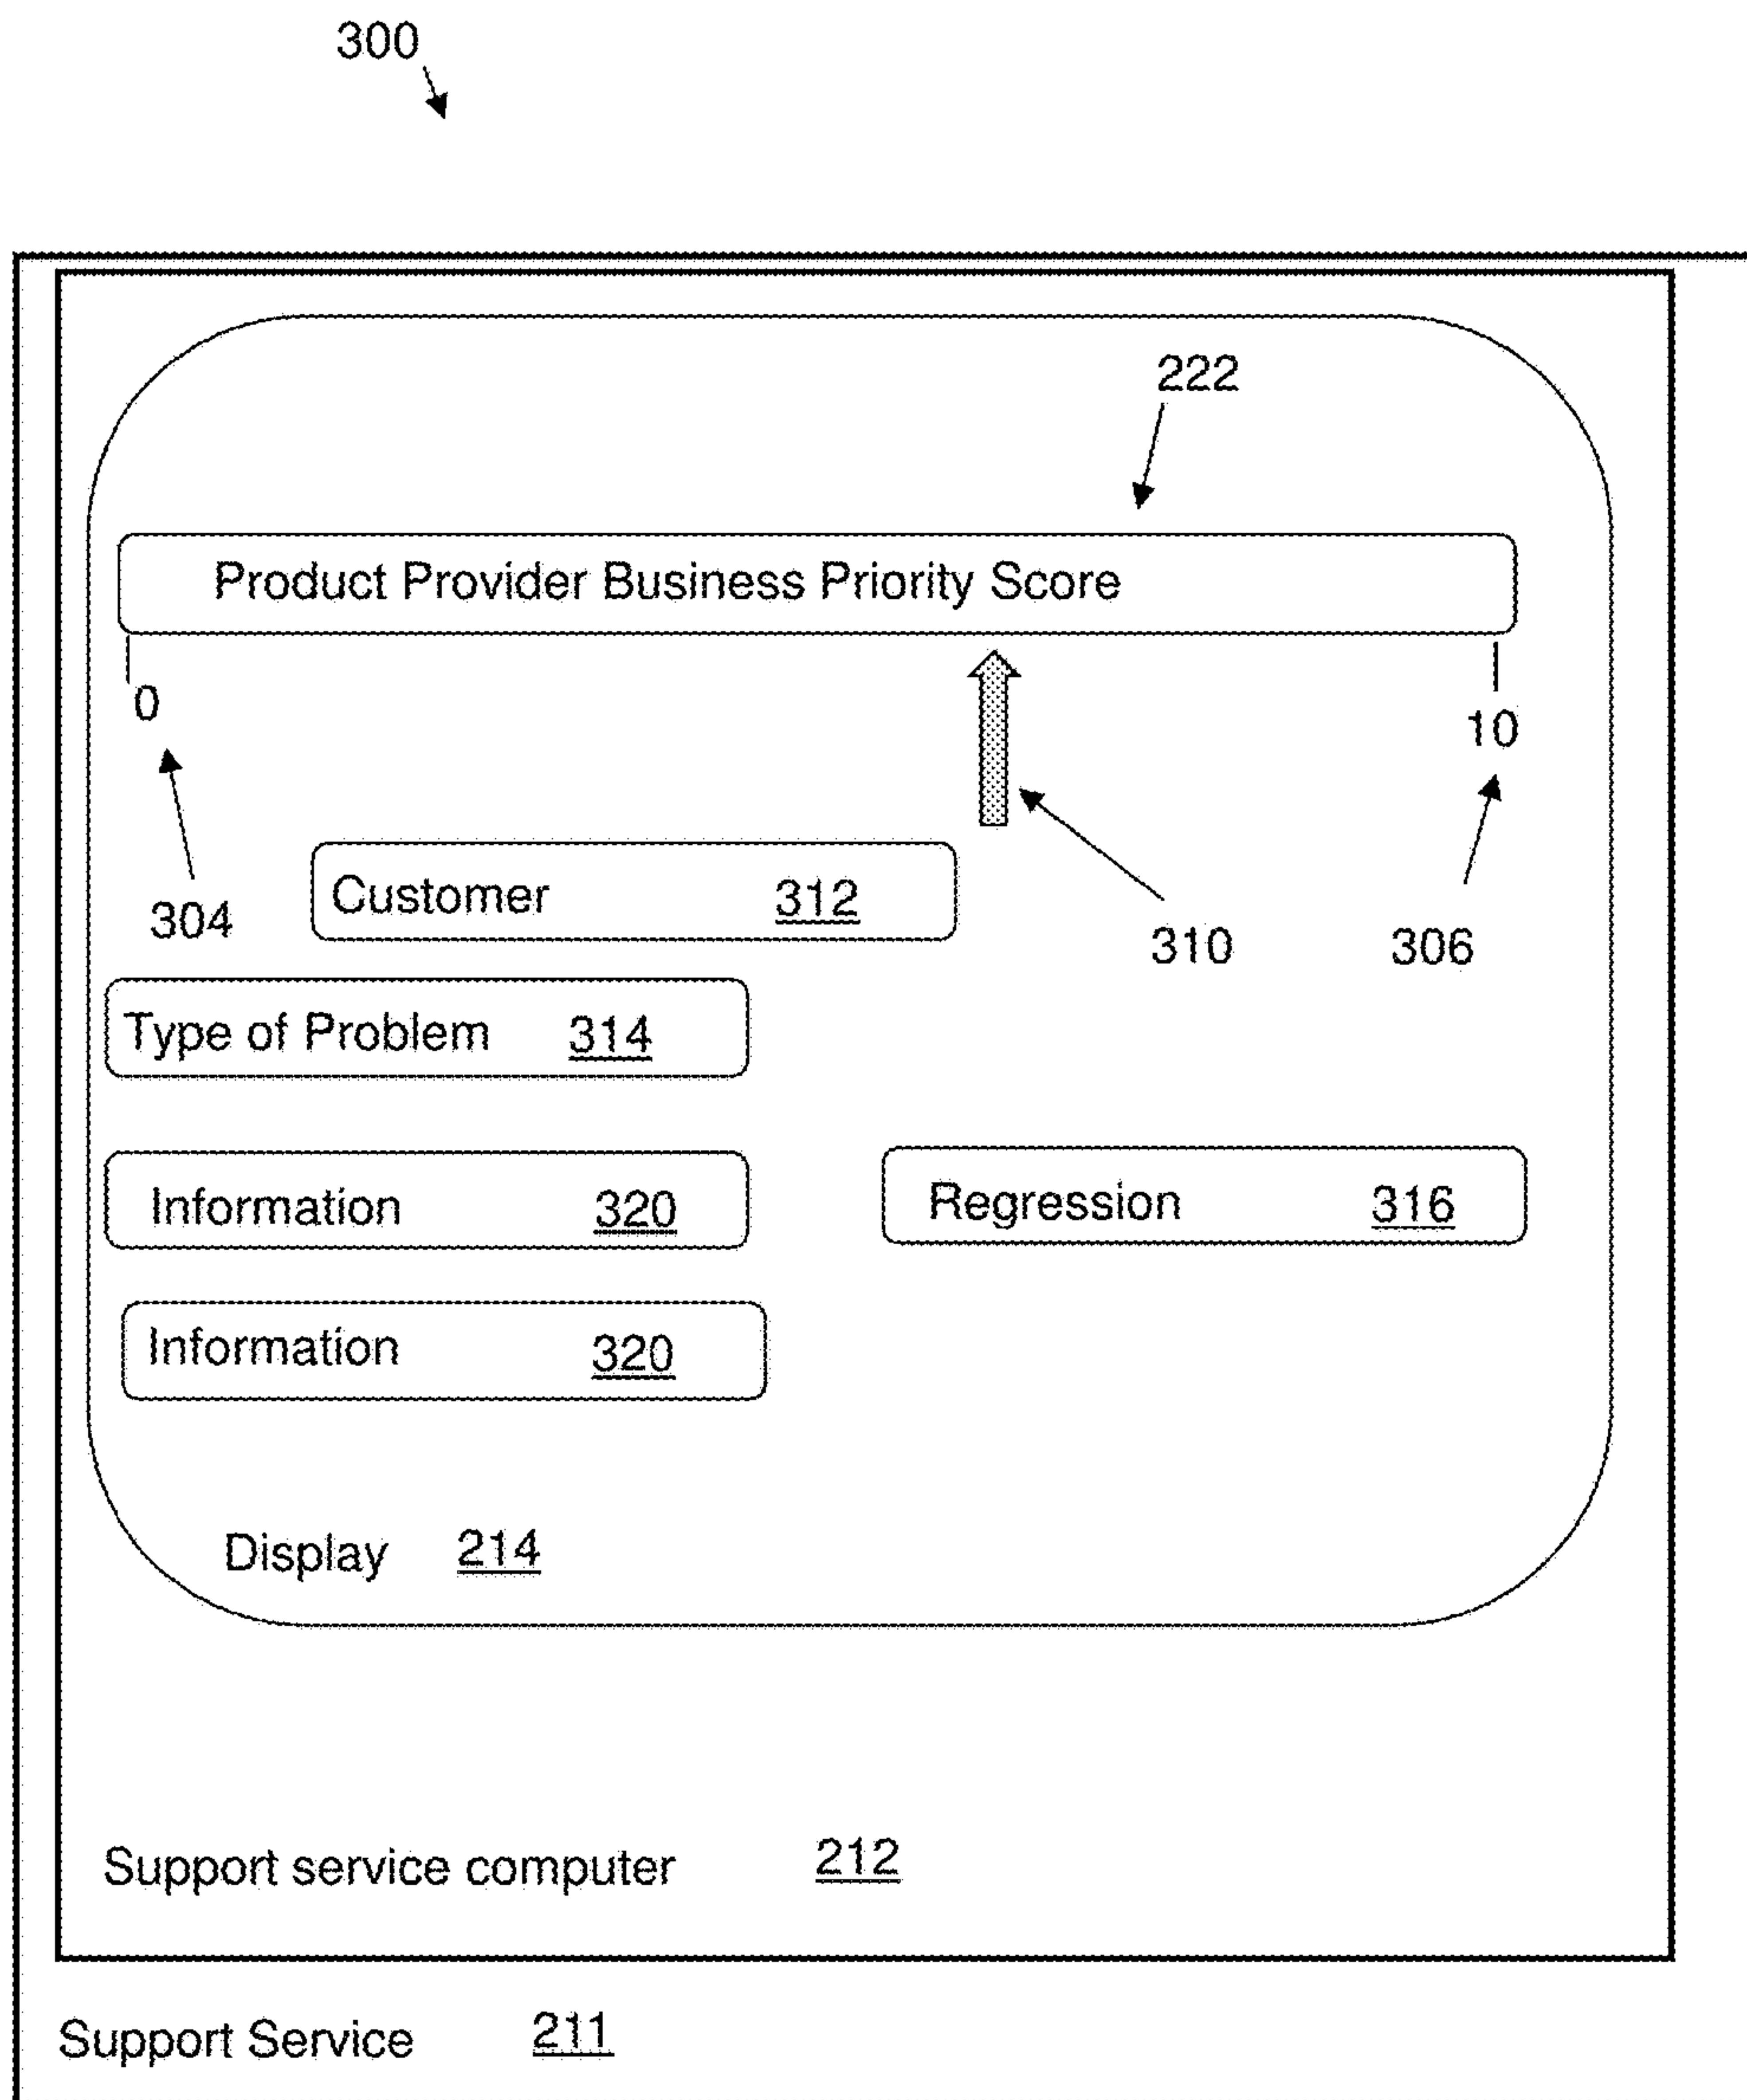 300
222
Product Provider Business Priority Score
0
10
304
Customer 312
310
306
Type of Problem 314
Information 320
Regression 316
Information 320
Display 214
Support service computer 212
Support Service 211